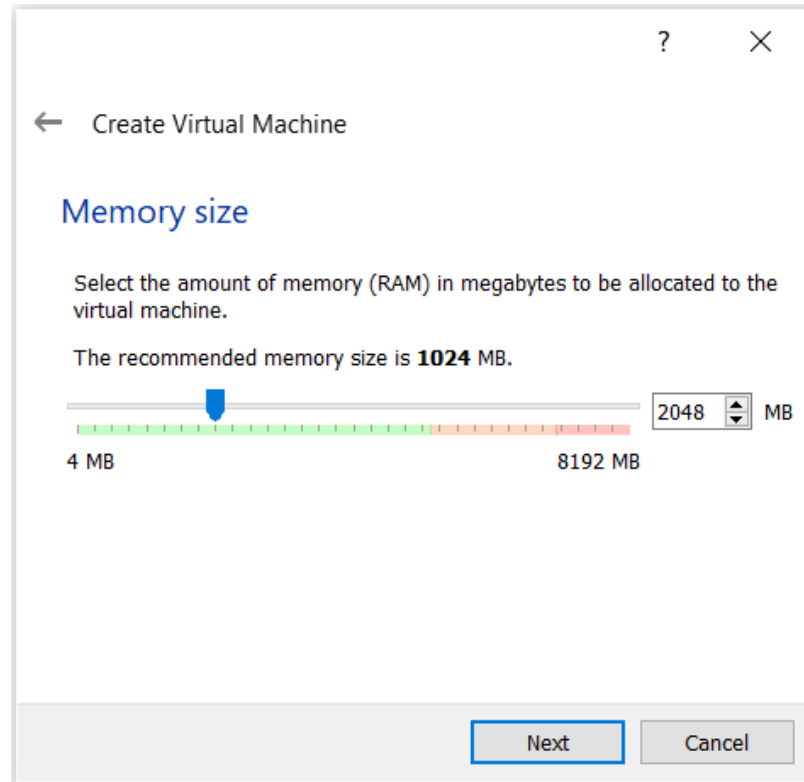 ?
← Create Virtual Machine
Memory size
Select the amount of memory (RAM) in megabytes to be allocated to the
virtual machine.
The recommended memory size is 1024 MB.
2048 MB
4 MB 8192 MB
Next Cancel